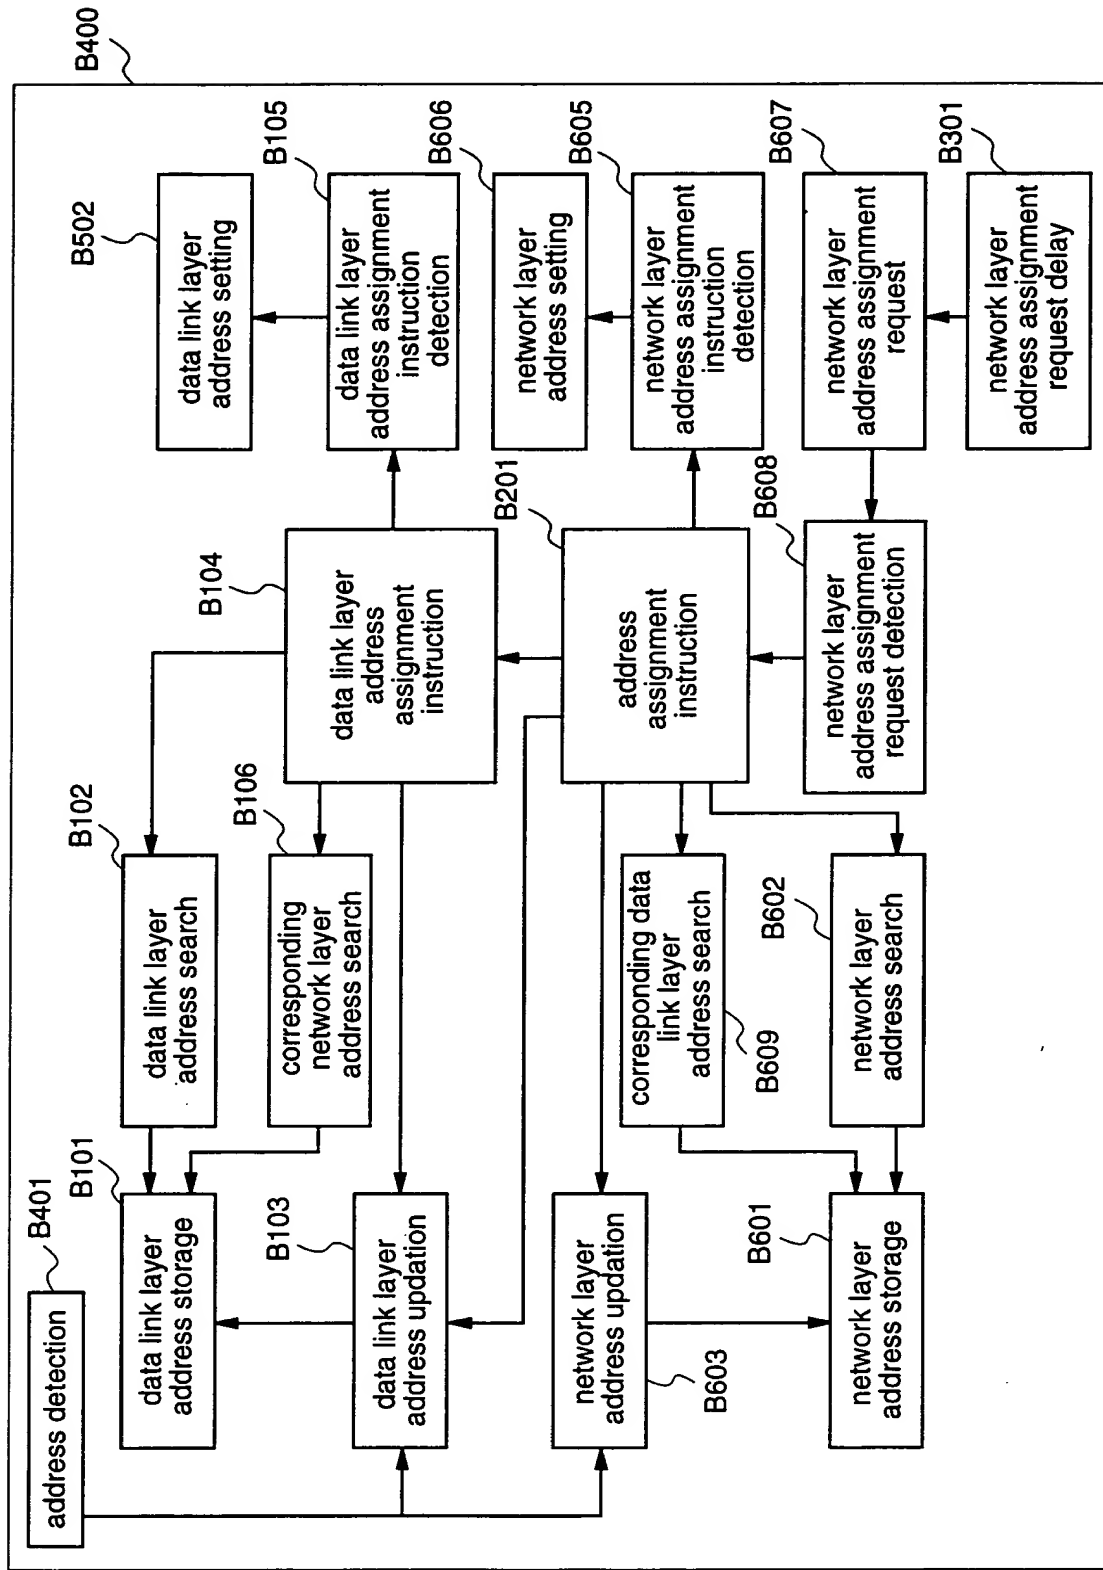 B400
address detection
B401
data link layer
address storage
B101
data link layer
address search
B102
data link layer
address setting
B502
corresponding
network layer
address search
B106
data link layer
address
assignment
instruction
B104
data link layer
address assignment
instruction
detection
B105
data link layer
address updation
B103
network layer
address setting
B606
network layer
address updation
B603
corresponding data
link layer
address search
B609
address
assignment
instruction
B201
network layer
address assignment
instruction
detection
B605
network layer
address storage
B601
network layer
address search
B602
network layer
address assignment
request detection
B608
network layer
address assignment
request
B607
network layer
address assignment
request delay
B301